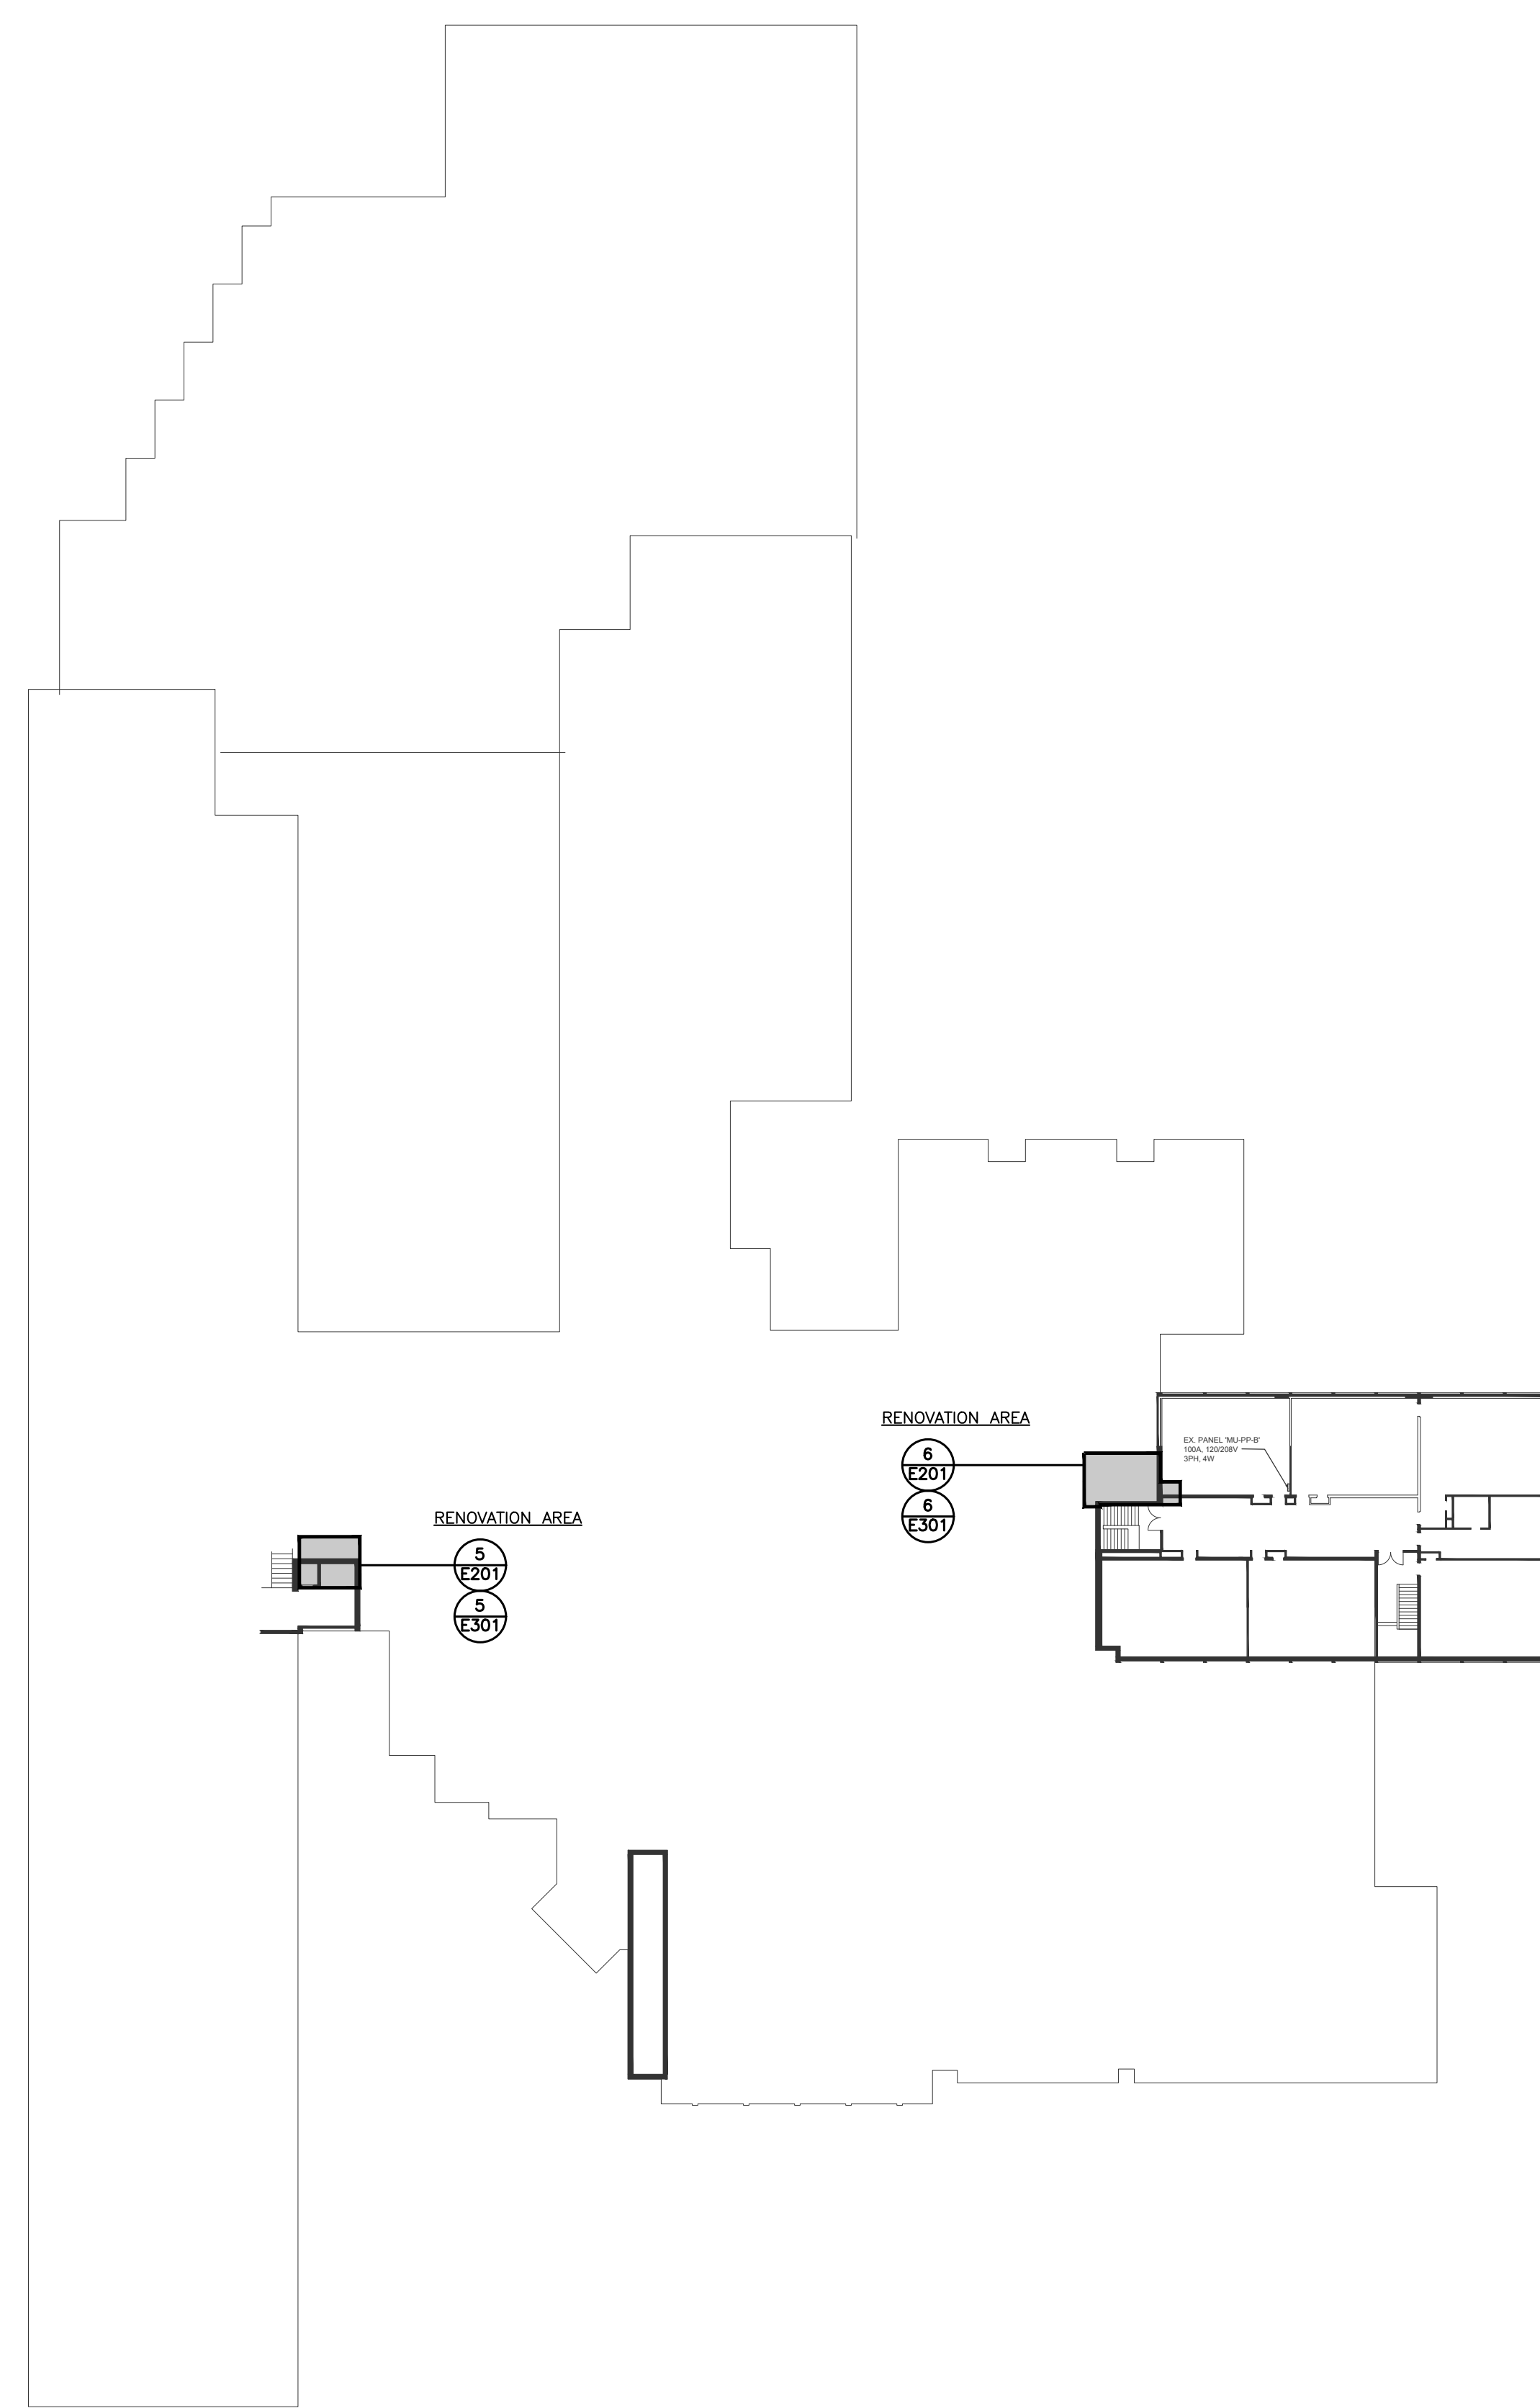 RENOVATION AREA
6
E201
6
E301
EX. PANEL 'MU-PP-B'
100A, 120/208V
3PH, 4W
RENOVATION AREA
5
E201
5
E301